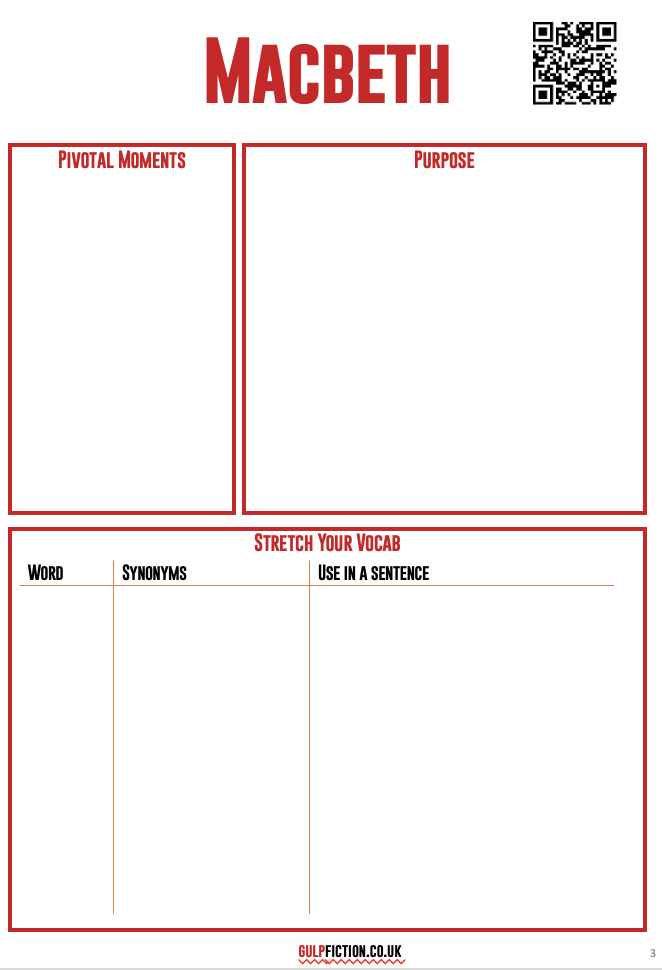 Macbeth
Pivotal Moments
Purpose
Stretch Your Vocab
Word Synonyms Use in a sentence
GULPFICTION.CO.UK
3